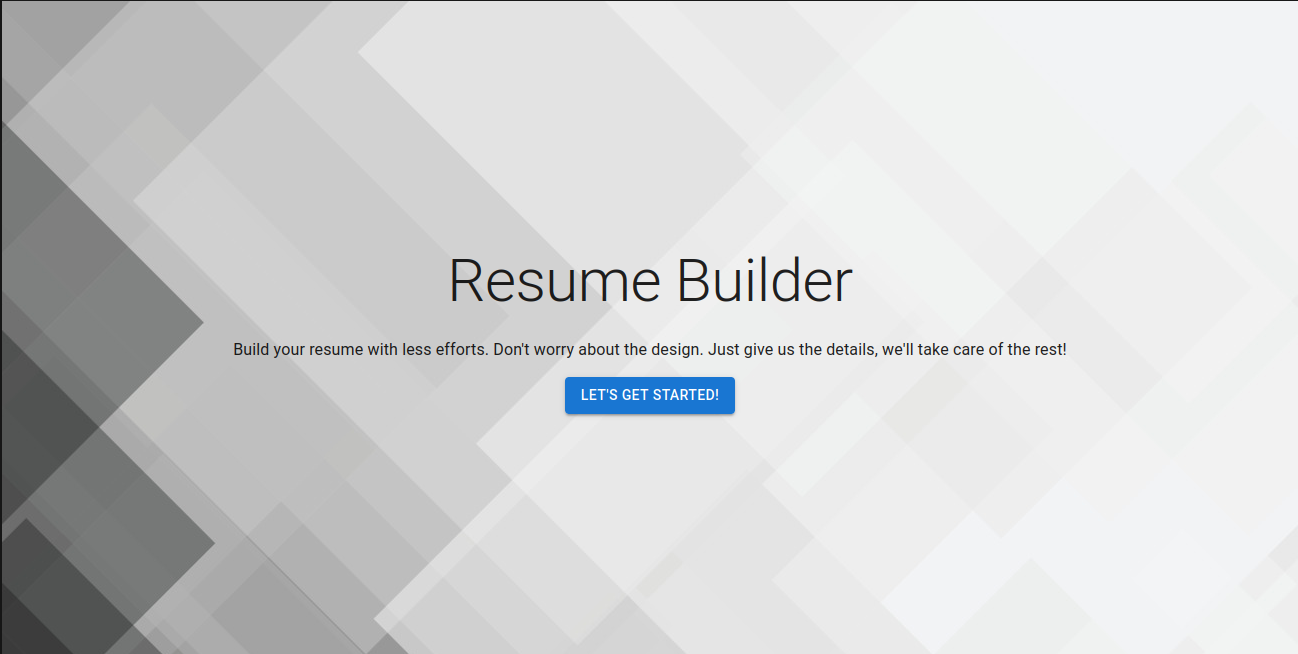 Resume Builder
Build your resume with less efforts. Don't worry about the design. Just give us the details, we'll take care of the rest!
LET'S GET STARTED!